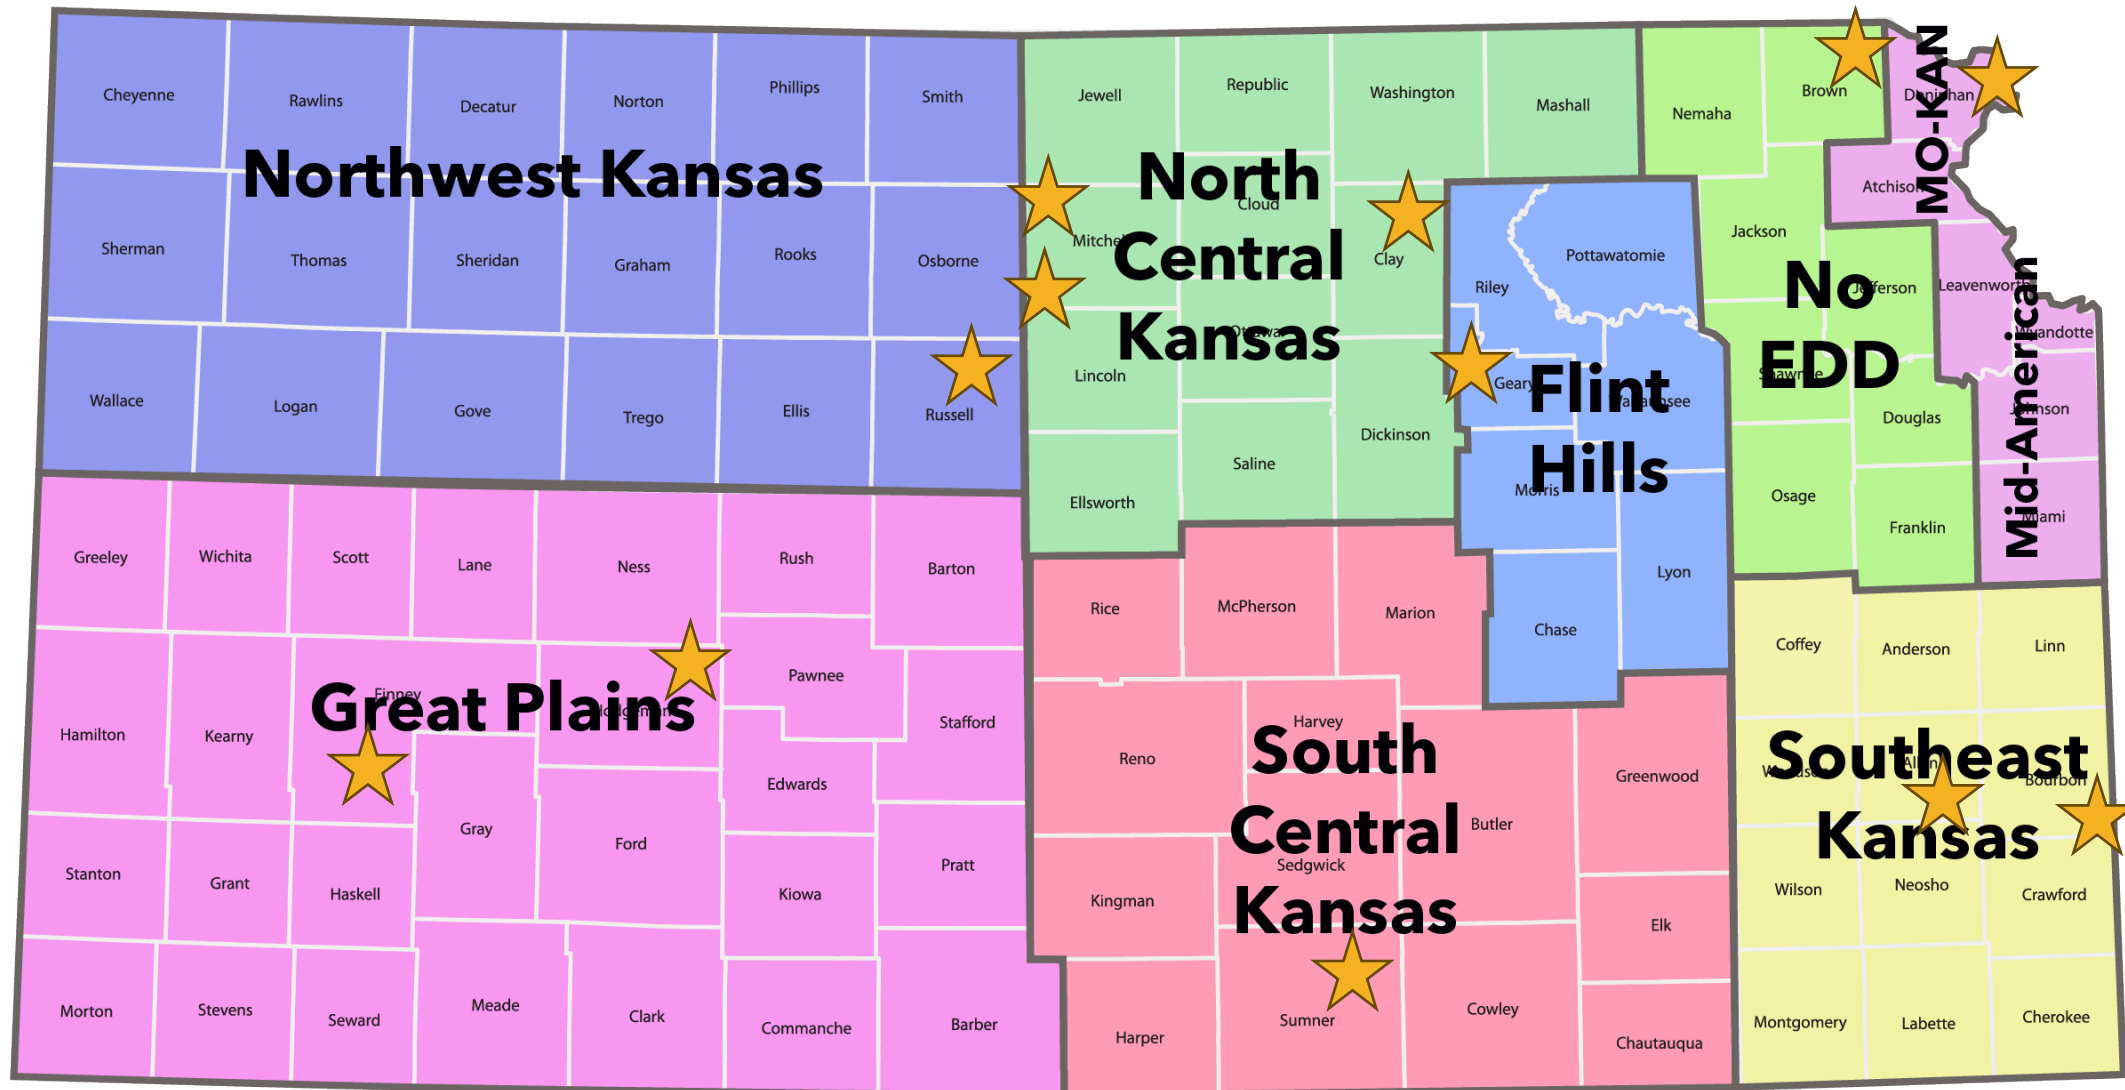 Cheyenne
Rawlins
Decatur
Norton
Phillips
Smith
Sherman
Thomas
Sheridan
Graham
Rooks
Osborne
Wallace
Logan
Gove
Trego
Ellis
Russell
Northwest Kansas
Jewell
Republic
Washington
Mashall
Mitchell
Cloud
Clay
Lincoln
Ottawa
Dickinson
Saline
Ellsworth
North
Central
Kansas
Riley
Pottawatomie
Geary
Wabaunsee
Morris
Lyon
Chase
Flint
Hills
Nemaha
Brown
Jackson
Jefferson
Shawnee
Douglas
Osage
Franklin
No
EDD
Doniphan
Atchison
MO-KAN
Leavenworth
Wyandotte
Johnson
Miami
Mid-American
Greeley
Wichita
Scott
Lane
Ness
Rush
Barton
Hamilton
Kearny
Finney
Hodgeman
Pawnee
Stafford
Edwards
Gray
Ford
Stanton
Grant
Haskell
Kiowa
Pratt
Morton
Stevens
Seward
Meade
Clark
Commanche
Barber
Great Plains
Rice
McPherson
Marion
Reno
Harvey
Butler
Greenwood
Sedgwick
Kingman
Elk
Harper
Sumner
Cowley
Chautauqua
South
Central
Kansas
Coffey
Anderson
Linn
Woodson
Allen
Bourbon
Wilson
Neosho
Crawford
Montgomery
Labette
Cherokee
Southeast
Kansas